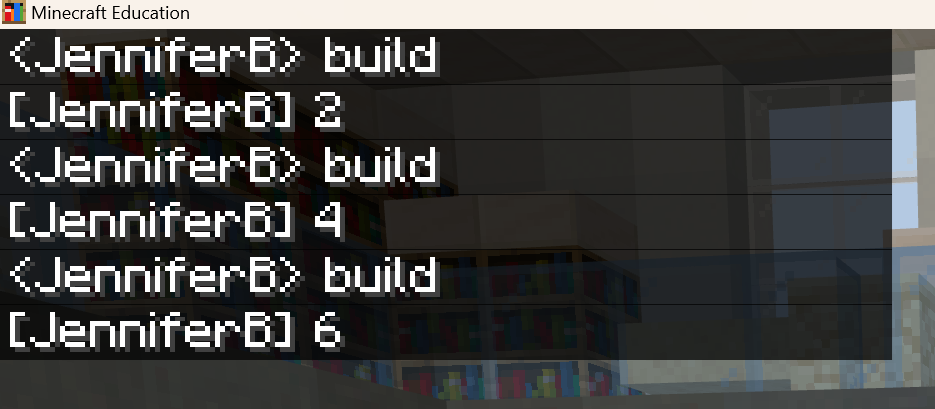 Minecraft Education
<JenniferB> build
[JenniferB] 2
<JenniferB> build
[JenniferB] 4
<JenniferB> build
[JenniferB] 6